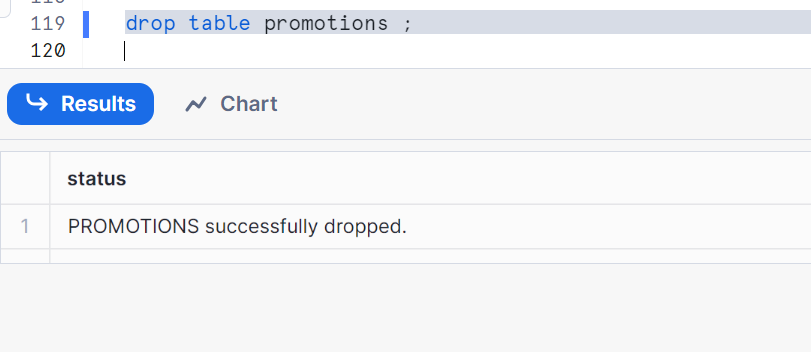 119 drop table promotions ;
120
Results Chart
status
1 PROMOTIONS successfully dropped.